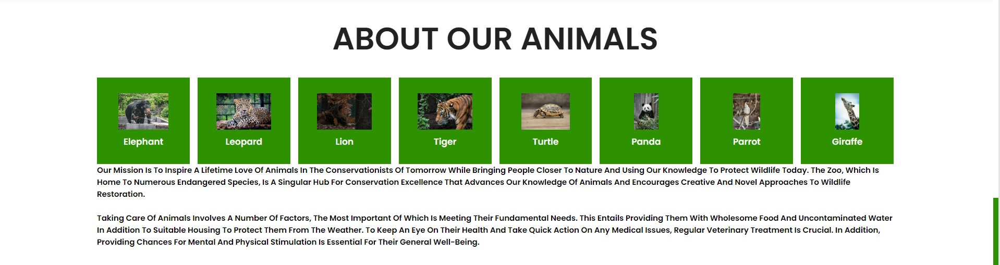 ABOUT OUR ANIMALS
Elephant
Leopard
Lion
Tiger
Turtle
Panda
Parrot
Giraffe
Our Mission Is To Inspire A Lifetime Love Of Animals In The Conservationists Of Tomorrow While Bringing People Closer To Nature And Using Our Knowledge To Protect Wildlife Today. The Zoo, Which Is
Home To Numerous Endangered Species, Is A Singular Hub For Conservation Excellence That Advances Our Knowledge Of Animals And Encourages Creative And Novel Approaches To Wildlife
Restoration.
Taking Care Of Animals Involves A Number Of Factors, The Most Important Of Which Is Meeting Their Fundamental Needs. This Entails Providing Them With Wholesome Food And Uncontaminated Water
In Addition To Suitable Housing To Protect Them From The Weather. To Keep An Eye On Their Health And Take Quick Action On Any Medical Issues, Regular Veterinary Treatment Is Crucial. In Addition,
Providing Chances For Mental And Physical Stimulation Is Essential For Their General Well-Being.